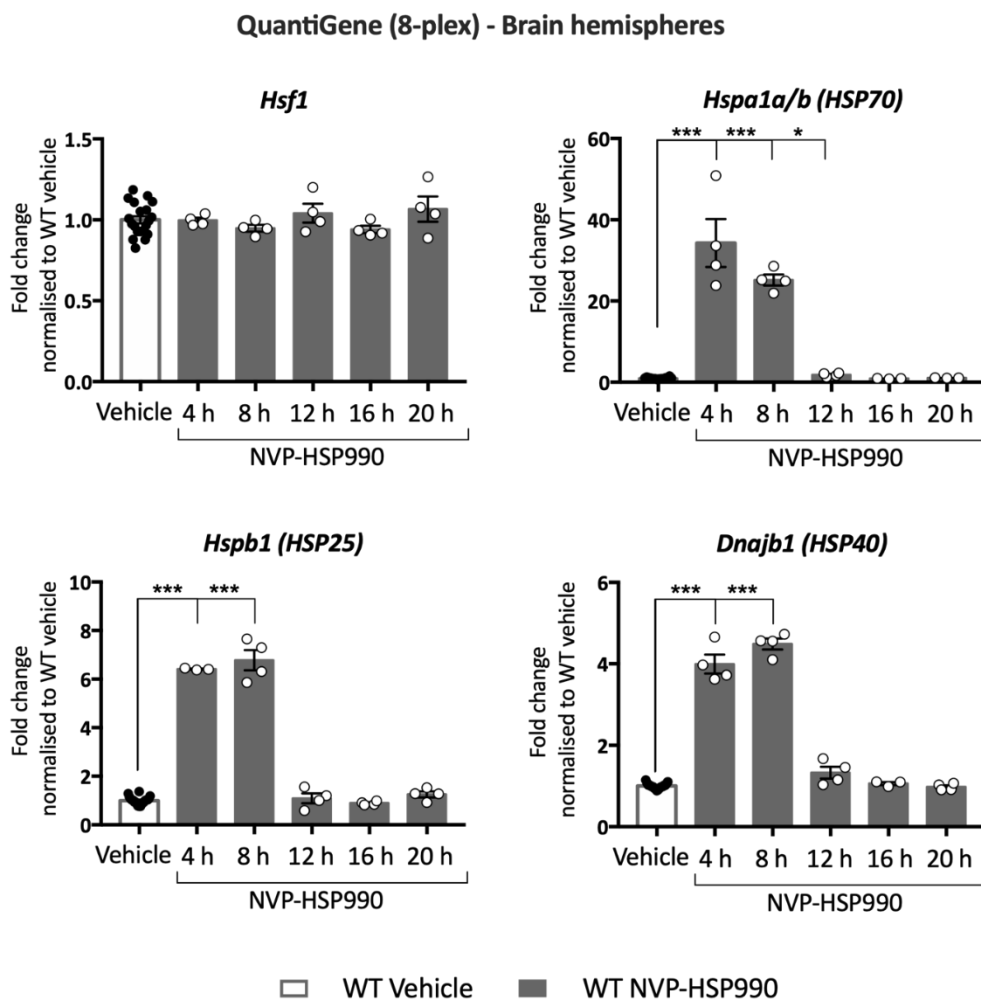 QuantiGene (8-plex) - Brain hemispheres
Hsf1
Fold change
normalised to WT vehicle
1.5
1.0
0.5
0.0
Vehicle 4 h 8 h 12 h 16 h 20 h
NVP-HSP990
Hspa1a/b (HSP70)
Fold change
normalised to WT vehicle
60
40
20
0
*** *** *
Vehicle 4 h 8 h 12 h 16 h 20 h
NVP-HSP990
Hspb1 (HSP25)
Fold change
normalised to WT vehicle
10
8
6
4
2
0
*** ***
Vehicle 4 h 8 h 12 h 16 h 20 h
NVP-HSP990
Dnajb1 (HSP40)
Fold change
normalised to WT vehicle
6
4
2
0
*** ***
Vehicle 4 h 8 h 12 h 16 h 20 h
NVP-HSP990
WT Vehicle WT NVP-HSP990